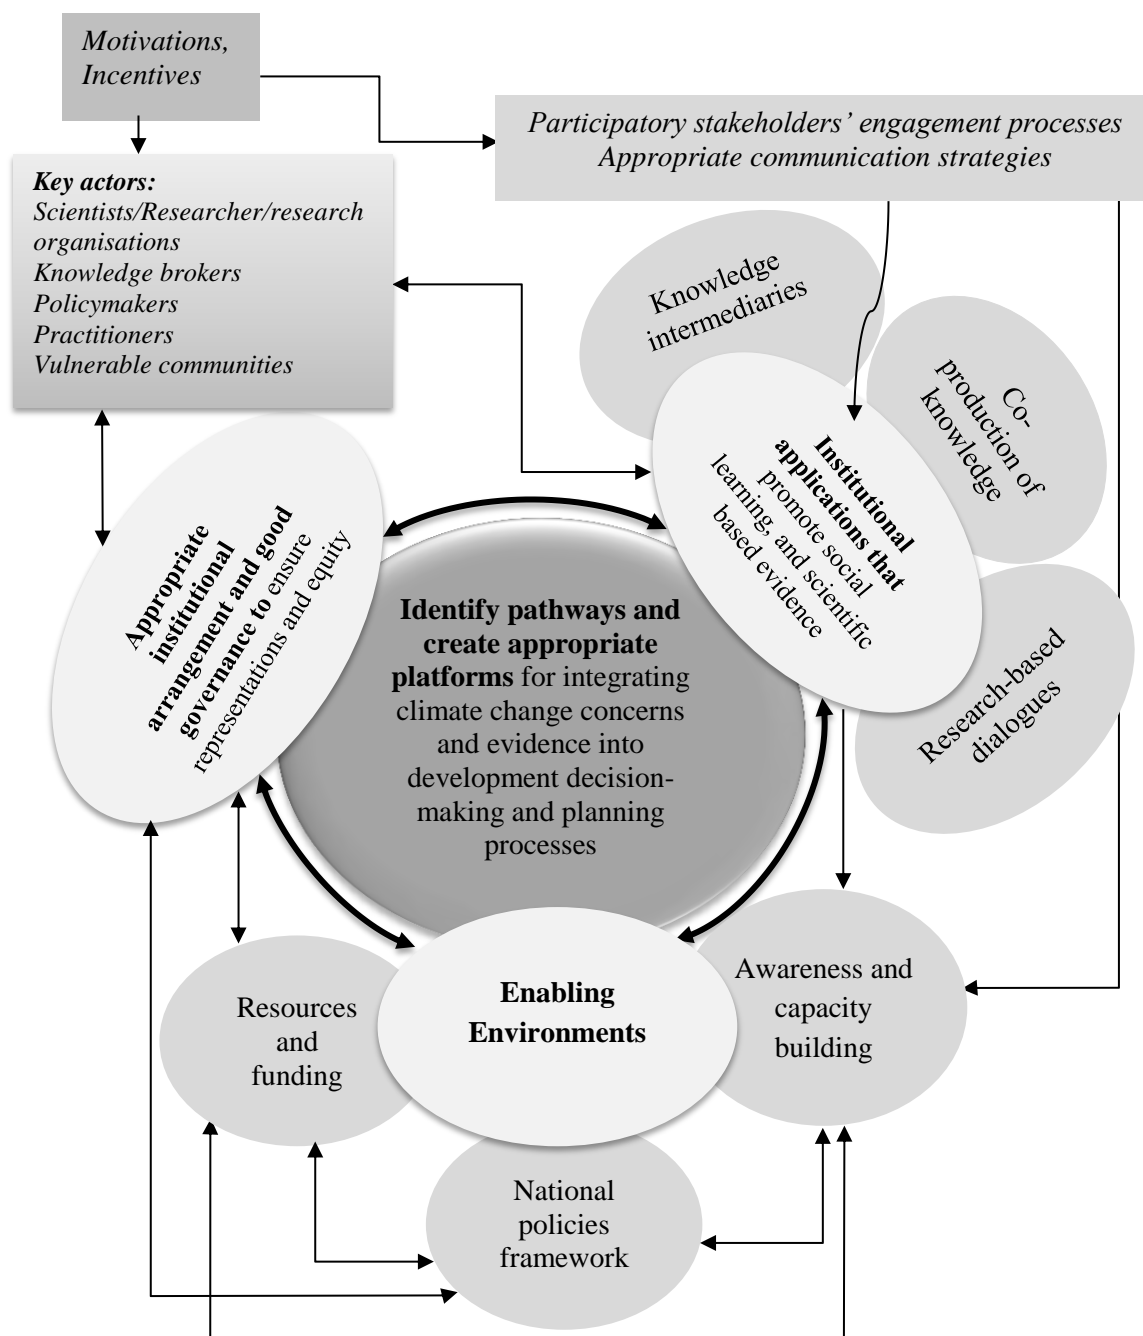 Motivations,
Incentives
Participatory stakeholders’ engagement processes
Appropriate communication strategies
Key actors:
Scientists/Researcher/research
organisations
Knowledge brokers
Policymakers
Practitioners
Vulnerable communities
Knowledge
intermediaries
Co-
production of
knowledge
Institutional
applications that
promote social
learning, and scientific
based evidence
Appropriate
institutional
arrangement and good
governance to ensure
representations and equity
Identify pathways and
create appropriate
platforms for integrating
climate change concerns
and evidence into
development decision-
making and planning
processes
Research-based
dialogues
Enabling
Environments
Awareness and
capacity
building
Resources
and
funding
National
policies
framework